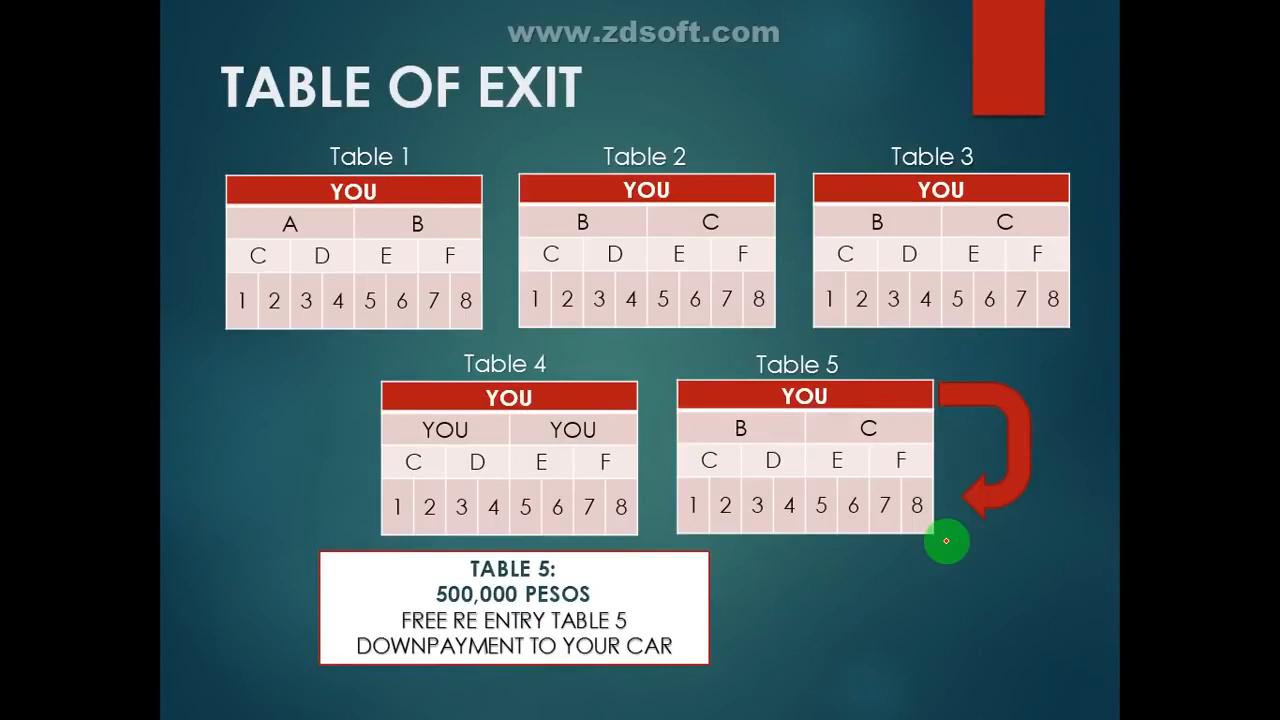 www.zdsoft.com
TABLE OF EXIT
Table 1
YOU
A B
C D E F
1 2 3 4 5 6 7 8
Table 2
YOU
B C
C D E F
1 2 3 4 5 6 7 8
Table 3
YOU
B C
C D E F
1 2 3 4 5 6 7 8
Table 4
YOU
YOU YOU
C D E F
1 2 3 4 5 6 7 8
Table 5
YOU
B C
C D E F
1 2 3 4 5 6 7 8
TABLE 5:
500,000 PESOS
FREE RE ENTRY TABLE 5
DOWNPAYMENT TO YOUR CAR